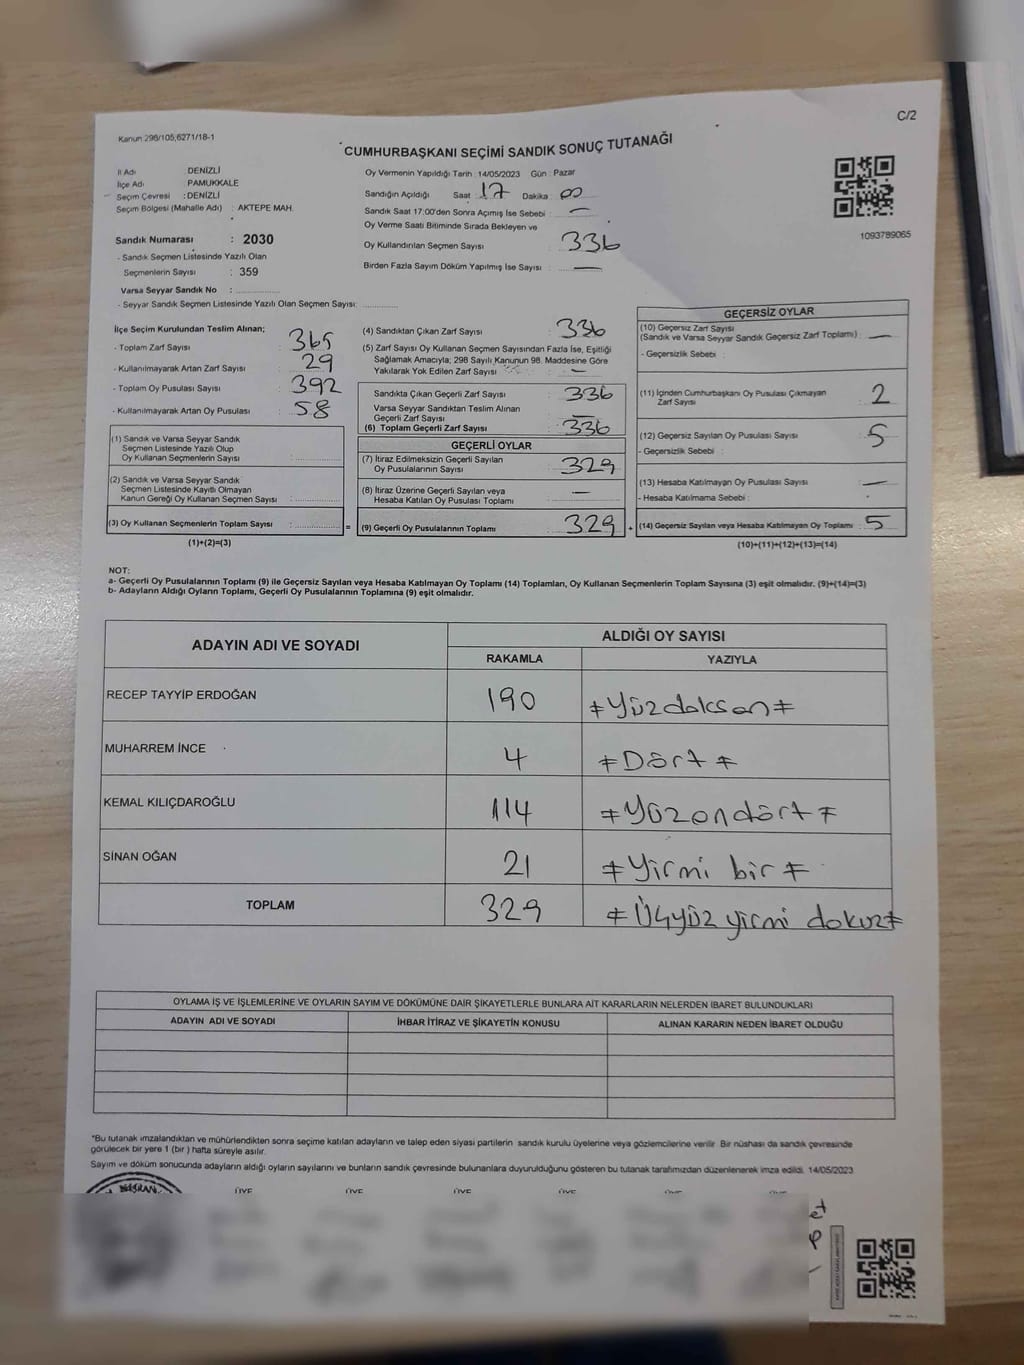 C/2
Kanun 298/105,6271/18-1
CUMHURBAŞKANI SEÇİMİ SANDIK SONUÇ TUTANAĞI
İl Adı DENİZLİ
İlçe Adı PAMUKKALE
Seçim Çevresi : DENİZLİ
Seçim Bölgesi (Mahalle Adı) : AKTEPE MAH.
Sandık Numarası : 2030
- Sandık Seçmen Listesinde Yazılı Olan
Seçmenlerin Sayısı : 359
Varsa Seyyar Sandık No :
- Seyyar Sandık Seçmen Listesinde Yazılı Olan Seçmen Sayısı:
Oy Vermenin Yapıldığı Tarih : 14/05/2023 Gün : Pazar
Sandığın Açıldığı Saat : 17 Dakika : 00
Sandık Saat 17:00'den Sonra Açımış İse Sebebi : —
Oy Verme Saati Bitiminde Sırada Bekleyen ve
Oy Kullandırılan Seçmen Sayısı : 336
Birden Fazla Sayım Döküm Yapılmış İse Sayısı : —
1093789065
İlçe Seçim Kurulundan Teslim Alınan;
- Toplam Zarf Sayısı : 365
- Kullanılmayarak Artan Zarf Sayısı : 29
- Toplam Oy Pusulası Sayısı : 392
- Kullanılmayarak Artan Oy Pusulası : 58
(1) Sandık ve Varsa Seyyar Sandık
Seçmen Listesinde Yazılı Olup
Oy Kullanan Seçmenlerin Sayısı :
(2) Sandık ve Varsa Seyyar Sandık
Seçmen Listesinde Kayıtlı Olmayan
Kanun Gereği Oy Kullanan Seçmen Sayısı :
(3) Oy Kullanan Seçmenlerin Toplam Sayısı : =
(1)+(2)=(3)
(4) Sandıktan Çıkan Zarf Sayısı : 336
(5) Zarf Sayısı Oy Kullanan Seçmen Sayısından Fazla İse, Eşitliği
Sağlamak Amacıyla; 298 Sayılı Kanunun 98. Maddesine Göre
Yakılarak Yok Edilen Zarf Sayısı : —
Sandıkta Çıkan Geçerli Zarf Sayısı : 336
Varsa Seyyar Sandıktan Teslim Alınan
Geçerli Zarf Sayısı : —
(6) Toplam Geçerli Zarf Sayısı : 336
GEÇERLİ OYLAR
(7) İtiraz Edilmeksizin Geçerli Sayılan
Oy Pusulalarının Sayısı : 329
(8) İtiraz Üzerine Geçerli Sayılan veya
Hesaba Katılan Oy Pusulası Toplamı : —
(9) Geçerli Oy Pusulalarının Toplamı : 329 +
GEÇERSİZ OYLAR
(10) Geçersiz Zarf Sayısı
(Sandık ve Varsa Seyyar Sandık Geçersiz Zarf Toplamı) : —
- Geçersizlik Sebebi :
(11) İçinden Cumhurbaşkanı Oy Pusulası Çıkmayan
Zarf Sayısı : 2
(12) Geçersiz Sayılan Oy Pusulası Sayısı : 5
- Geçersizlik Sebebi :
(13) Hesaba Katılmayan Oy Pusulası Sayısı : —
- Hesaba Katılmama Sebebi :
(14) Geçersiz Sayılan veya Hesaba Katılmayan Oy Toplamı : 5
(10)+(11)+(12)+(13)=(14)
NOT:
a- Geçerli Oy Pusulalarının Toplamı (9) ile Geçersiz Sayılan veya Hesaba Katılmayan Oy Toplamı (14) Toplamları, Oy Kullanan Seçmenlerin Toplam Sayısına (3) eşit olmalıdır. (9)+(14)=(3)
b- Adayların Aldığı Oyların Toplamı, Geçerli Oy Pusulalarının Toplamına (9) eşit olmalıdır.
ADAYIN ADI VE SOYADI ALDIĞI OY SAYISI
RAKAMLA YAZIYLA
RECEP TAYYİP ERDOĞAN 190 ≠Yüzdoksan≠
MUHARREM İNCE 4 ≠Dört≠
KEMAL KILIÇDAROĞLU 114 ≠Yüzondört≠
SİNAN OĞAN 21 ≠Yirmi bir≠
TOPLAM 329 ≠Üçyüz yirmi dokuz≠
OYLAMA İŞ VE İŞLEMLERİNE VE OYLARIN SAYIM VE DÖKÜMÜNE DAİR ŞİKAYETLERLE BUNLARA AİT KARARLARIN NELERDEN İBARET BULUNDUKLARI
ADAYIN ADI VE SOYADI İHBAR İTİRAZ VE ŞİKAYETİN KONUSU ALINAN KARARIN NEDEN İBARET OLDUĞU
*Bu tutanak imzalandıktan ve mühürlendikten sonra seçime katılan adayların ve talep eden siyasi partilerin sandık kurulu üyelerine veya gözlemcilerine verilir. Bir nüshası da sandık çevresinde
görülecek bir yere 1 (bir) hafta süreyle asılır.
Sayım ve döküm sonucunda adayların aldığı oyların sayılarını ve bunların sandık çevresinde bulunanlara duyurulduğunu gösteren bu tutanak tarafımızdan düzenlenerek imza edildi. 14/05/2023
BAŞKAN ÜYE ÜYE ÜYE ÜYE ÜYE ÜYE